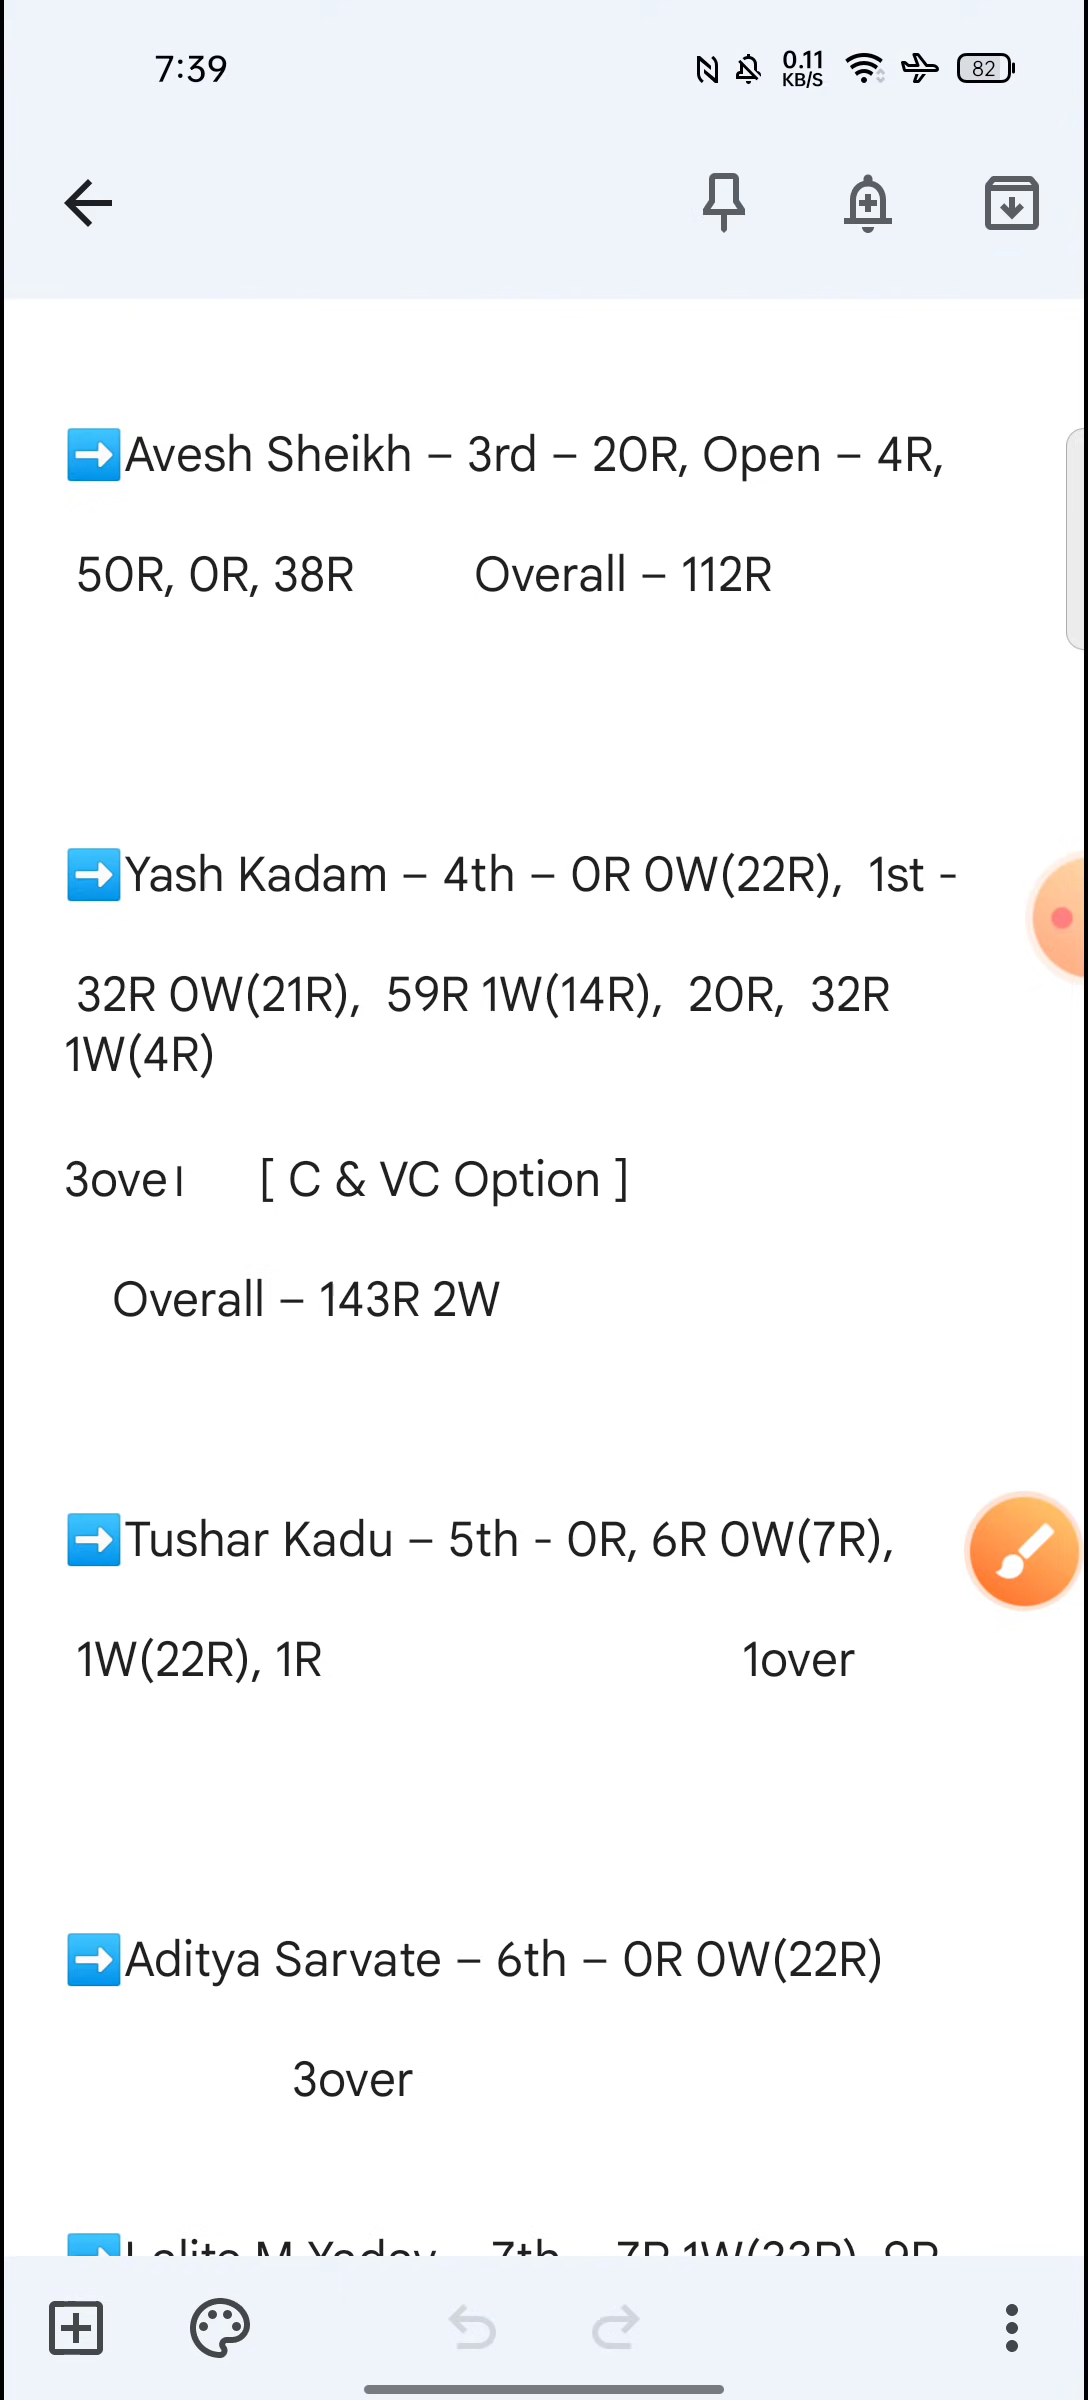 7:39
0.11
KB/S
82
➡️Avesh Sheikh – 3rd – 20R, Open – 4R,
50R, 0R, 38R Overall – 112R
➡️Yash Kadam – 4th – 0R 0W(22R), 1st -
32R 0W(21R), 59R 1W(14R), 20R, 32R
1W(4R)
3ove [ C & VC Option ]
Overall – 143R 2W
➡️Tushar Kadu – 5th - 0R, 6R 0W(7R),
1W(22R), 1R 1over
➡️Aditya Sarvate – 6th – 0R 0W(22R)
3over